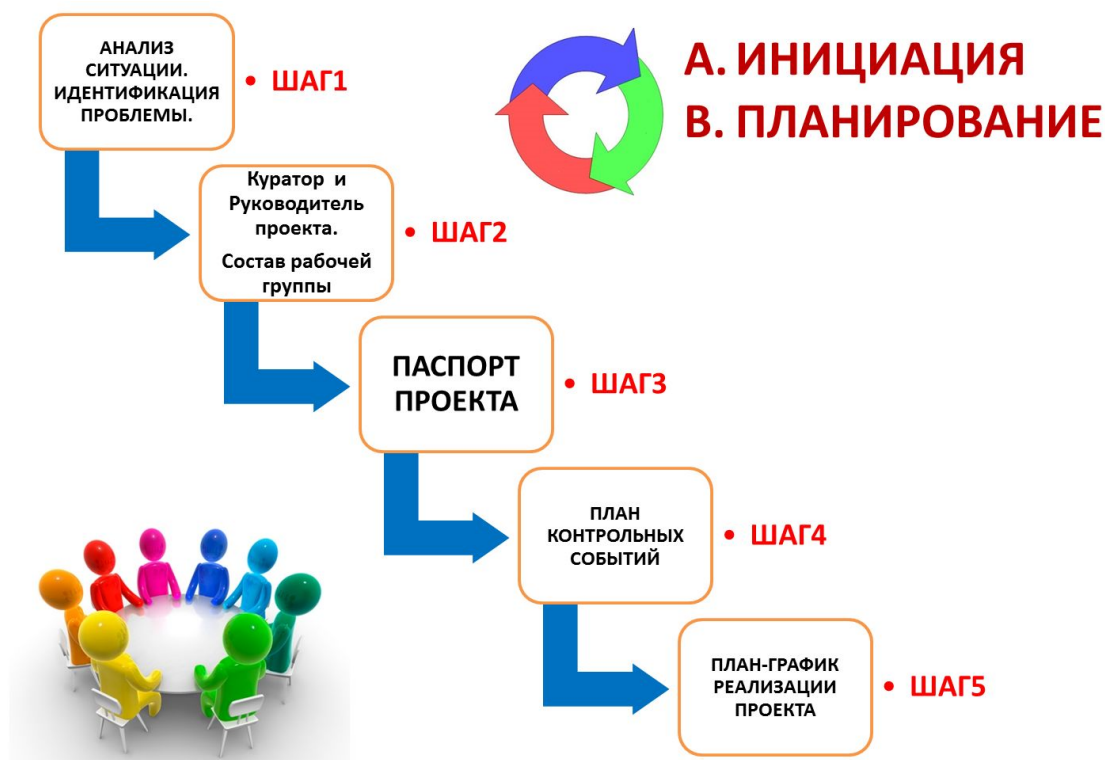 А. ИНИЦИАЦИЯ
В. ПЛАНИРОВАНИЕ
АНАЛИЗ
СИТУАЦИИ.
ИДЕНТИФИКАЦИЯ
ПРОБЛЕМЫ.
• ШАГ1
Куратор и
Руководитель
проекта.
Состав рабочей
группы
• ШАГ2
ПАСПОРТ
ПРОЕКТА
• ШАГ3
ПЛАН
КОНТРОЛЬНЫХ
СОБЫТИЙ
• ШАГ4
ПЛАН-ГРАФИК
РЕАЛИЗАЦИИ
ПРОЕКТА
• ШАГ5